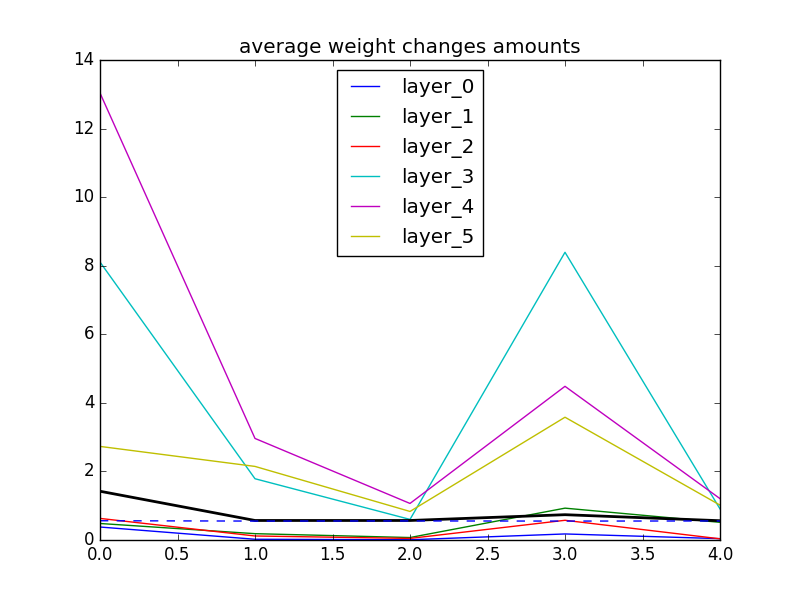 average weight changes amounts
14
12
10
8
6
4
2
0
layer_0
layer_1
layer_2
layer_3
layer_4
layer_5
0.0 0.5 1.0 1.5 2.0 2.5 3.0 3.5 4.0